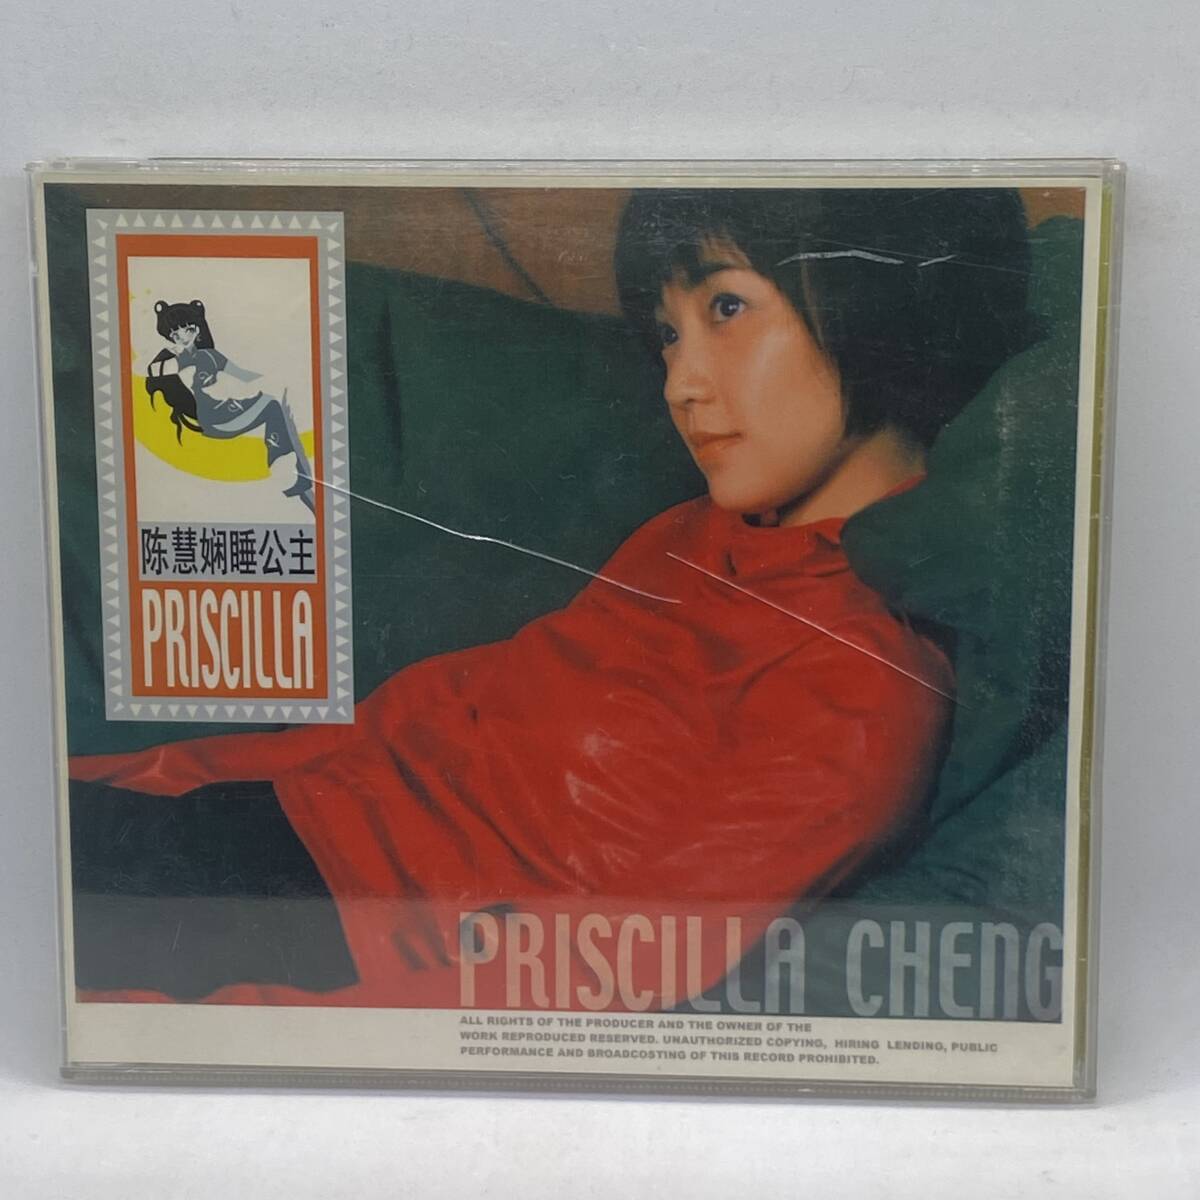 陈慧娴睡公主
PRISCILLA
PRISCILLA CHENG
ALL RIGHTS OF THE PRODUCER AND THE OWNER OF THE
WORK REPRODUCED RESERVED. UNAUTHORIZED COPYING, HIRING LENDING, PUBLIC
PERFORMANCE AND BROADCOSTING OF THIS RECORD PROHIBITED.